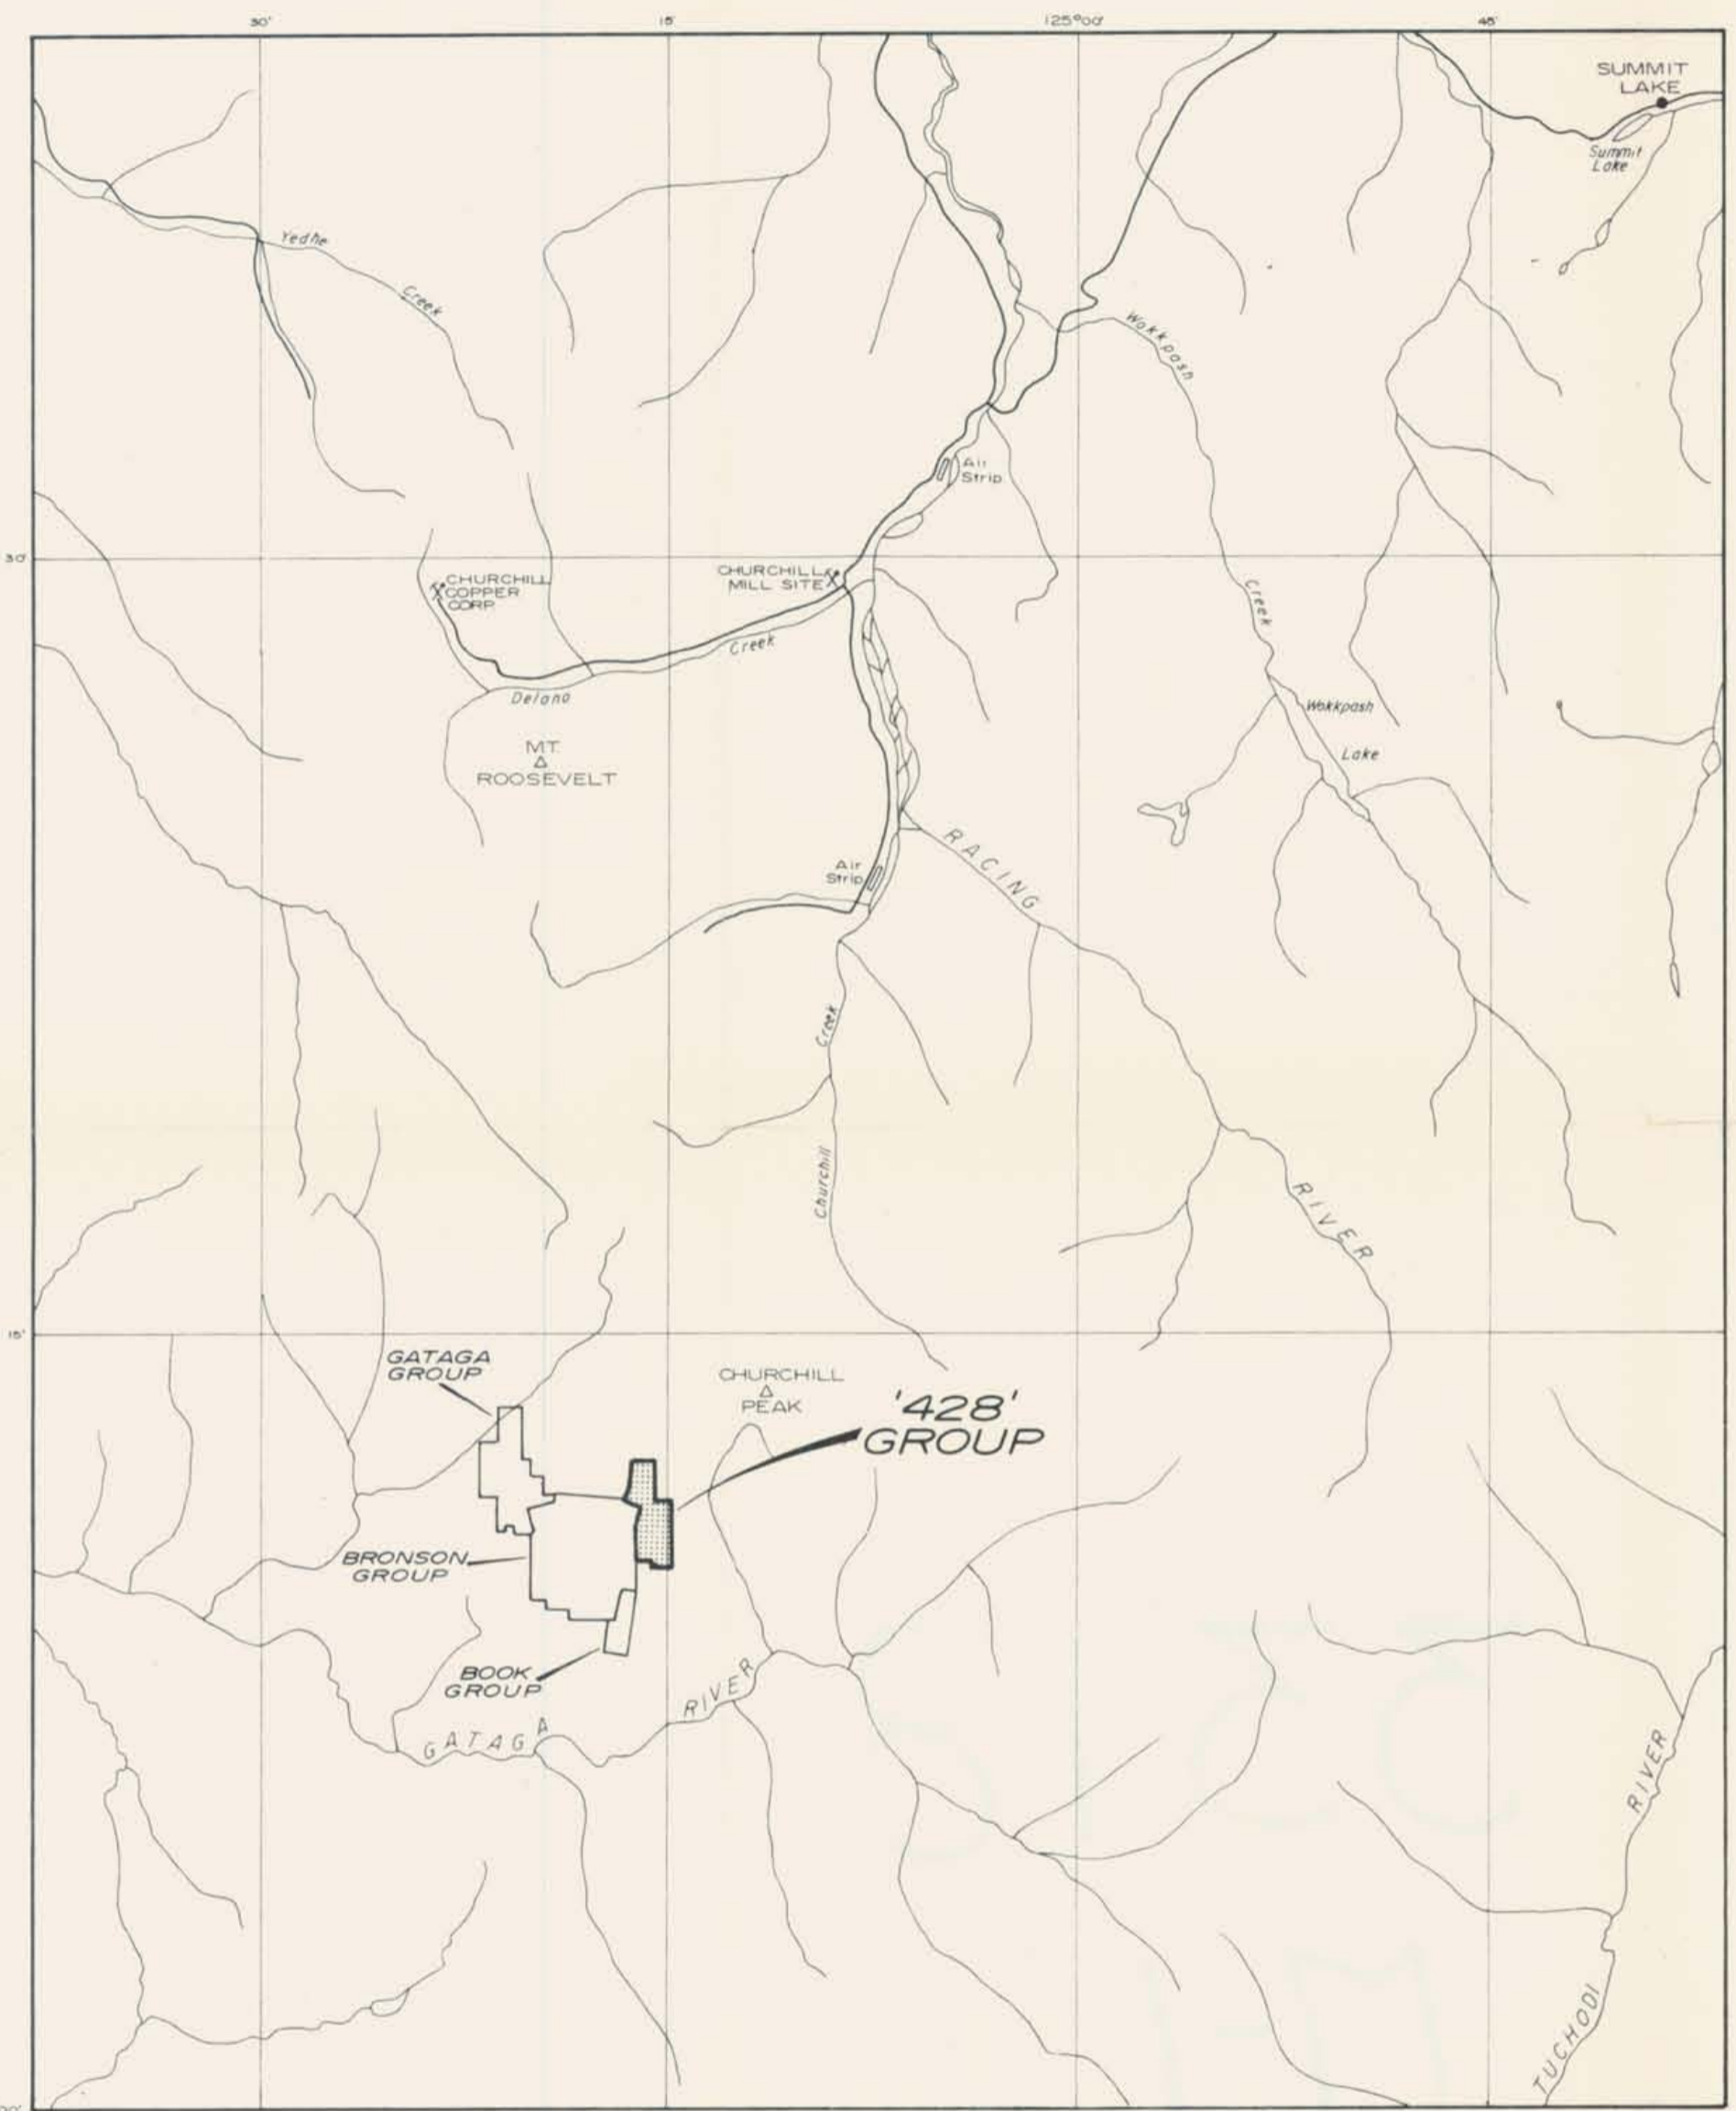 30'
15'
125°00'
45'
SUMMIT
LAKE
Summit
Lake
Yedhe
Creek
Wokkpash
Air
Strip
30'
CHURCHILL
COPPER
CORP.
CHURCHILL
MILL SITE
Creek
Creek
Delano
Wokkpash
Lake
MT.
ROOSEVELT
RACING
Air
Strip
Creek
Churchill
RIVER
15'
GATAGA
GROUP
CHURCHILL
PEAK
'428'
GROUP
BRONSON
GROUP
BOOK
GROUP
RIVER
GATAGA
RIVER
TUCHODI